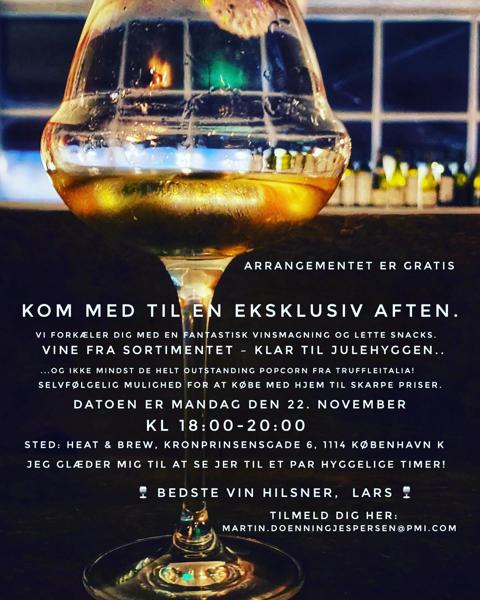 ARRANGEMENTET ER GRATIS
KOM MED TIL EN EKSKLUSIV AFTEN.
VI FORKÆLER DIG MED EN FANTASTISK VINSMAGNING OG LETTE SNACKS.
VINE FRA SORTIMENTET – KLAR TIL JULEHYGGEN..
...OG IKKE MINDST DE HELT OUTSTANDING POPCORN FRA TRUFFLEITALIA!
SELVFØLGELIG MULIGHED FOR AT KØBE MED HJEM TIL SKARPE PRISER.
DATOEN ER MANDAG DEN 22. NOVEMBER
KL 18:00-20:00
STED: HEAT & BREW, KRONPRINSENSGADE 6, 1114 KØBENHAVN K
JEG GLÆDER MIG TIL AT SE JER TIL ET PAR HYGGELIGE TIMER!
🍷 BEDSTE VIN HILSNER, LARS 🍷
TILMELD DIG HER:
MARTIN.DOENNINGJESPERSEN@PMI.COM